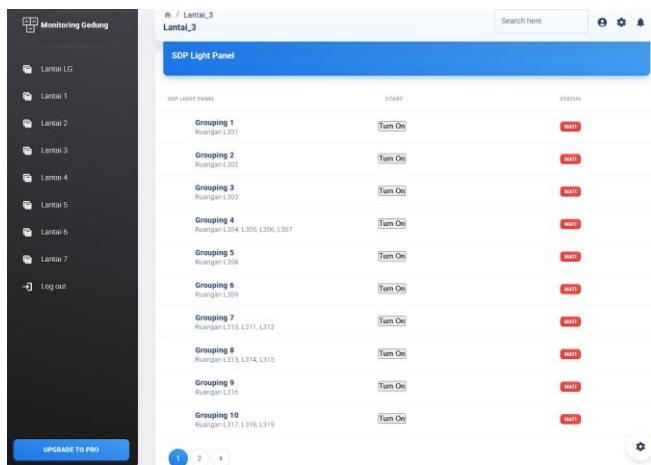 Monitoring Gedung
Lantai LG
Lantai 1
Lantai 2
Lantai 3
Lantai 4
Lantai 5
Lantai 6
Lantai 7
Log out
UPGRADE TO PRO
/ Lantai_3
Lantai_3
Search here
SDP Light Panel
SDP LIGHT PANEL START STATUS
Grouping 1
Ruangan L301
Turn On MATI
Grouping 2
Ruangan L302
Turn On MATI
Grouping 3
Ruangan L303
Turn On MATI
Grouping 4
Ruangan L304, L305, L306, L307
Turn On MATI
Grouping 5
Ruangan L308
Turn On MATI
Grouping 6
Ruangan L309
Turn On MATI
Grouping 7
Ruangan L310, L311, L312
Turn On MATI
Grouping 8
Ruangan L313, L314, L315
Turn On MATI
Grouping 9
Ruangan L316
Turn On MATI
Grouping 10
Ruangan L317, L318, L319
Turn On MATI
1 2